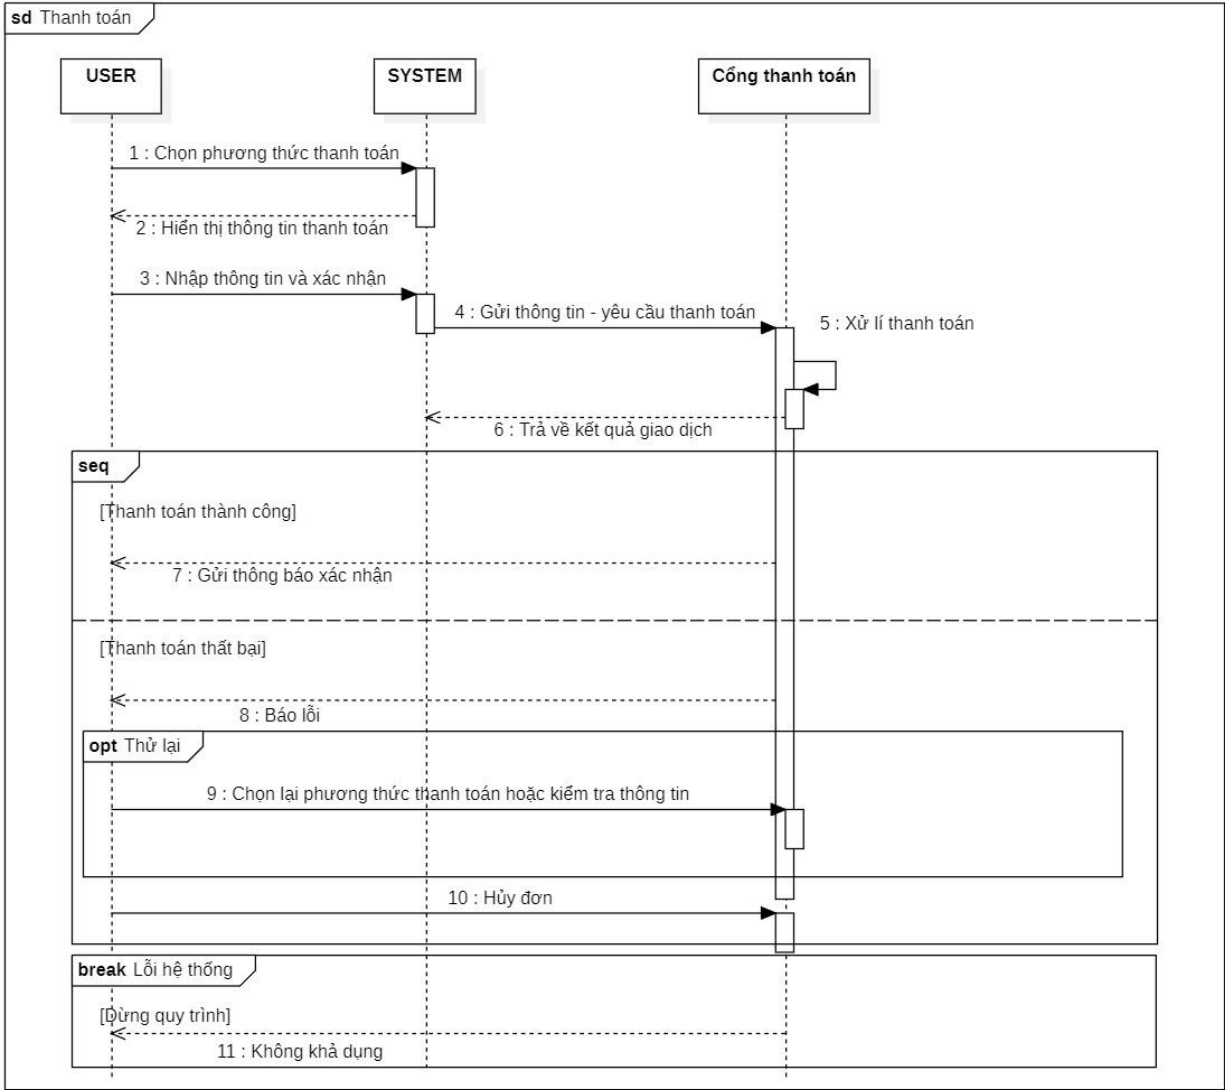 sd Thanh toán
USER
SYSTEM
Cổng thanh toán
1 : Chọn phương thức thanh toán
2 : Hiển thị thông tin thanh toán
3 : Nhập thông tin và xác nhận
4 : Gửi thông tin - yêu cầu thanh toán
5 : Xử lí thanh toán
6 : Trả về kết quả giao dịch
seq
[Thanh toán thành công]
7 : Gửi thông báo xác nhận
[Thanh toán thất bại]
8 : Báo lỗi
opt Thử lại
9 : Chọn lại phương thức thanh toán hoặc kiểm tra thông tin
10 : Hủy đơn
break Lỗi hệ thống
[Dừng quy trình]
11 : Không khả dụng